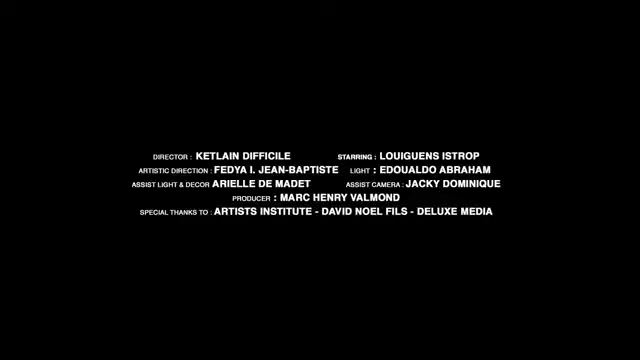 DIRECTOR : KETLAIN DIFFICILE STARRING : LOUIGUENS ISTROP
ARTISTIC DIRECTION : FEDYA I. JEAN-BAPTISTE LIGHT : EDOUALDO ABRAHAM
ASSIST LIGHT & DECOR ARIELLE DE MADET ASSIST CAMERA : JACKY DOMINIQUE
PRODUCER : MARC HENRY VALMOND
SPECIAL THANKS TO : ARTISTS INSTITUTE - DAVID NOEL FILS - DELUXE MEDIA